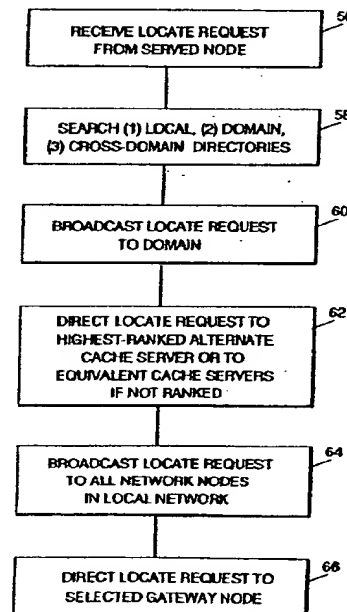 RECEIVE LOCATE REQUEST
FROM SERVED NODE
58
SEARCH (1) LOCAL, (2) DOMAIN,
(3) CROSS-DOMAIN DIRECTORIES
60
BROADCAST LOCATE REQUEST
TO DOMAIN
62
DIRECT LOCATE REQUEST TO
HIGHEST-RANKED ALTERNATE
CACHE SERVER OR TO
EQUIVALENT CACHE SERVERS
IF NOT RANKED
64
BROADCAST LOCATE REQUEST
TO ALL NETWORK NODES
IN LOCAL NETWORK
66
DIRECT LOCATE REQUEST TO
SELECTED GATEWAY NODE